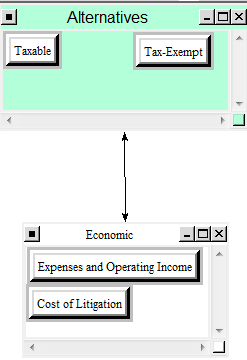 Alternatives
Taxable
Tax-Exempt
Economic
Expenses and Operating Income
Cost of Litigation